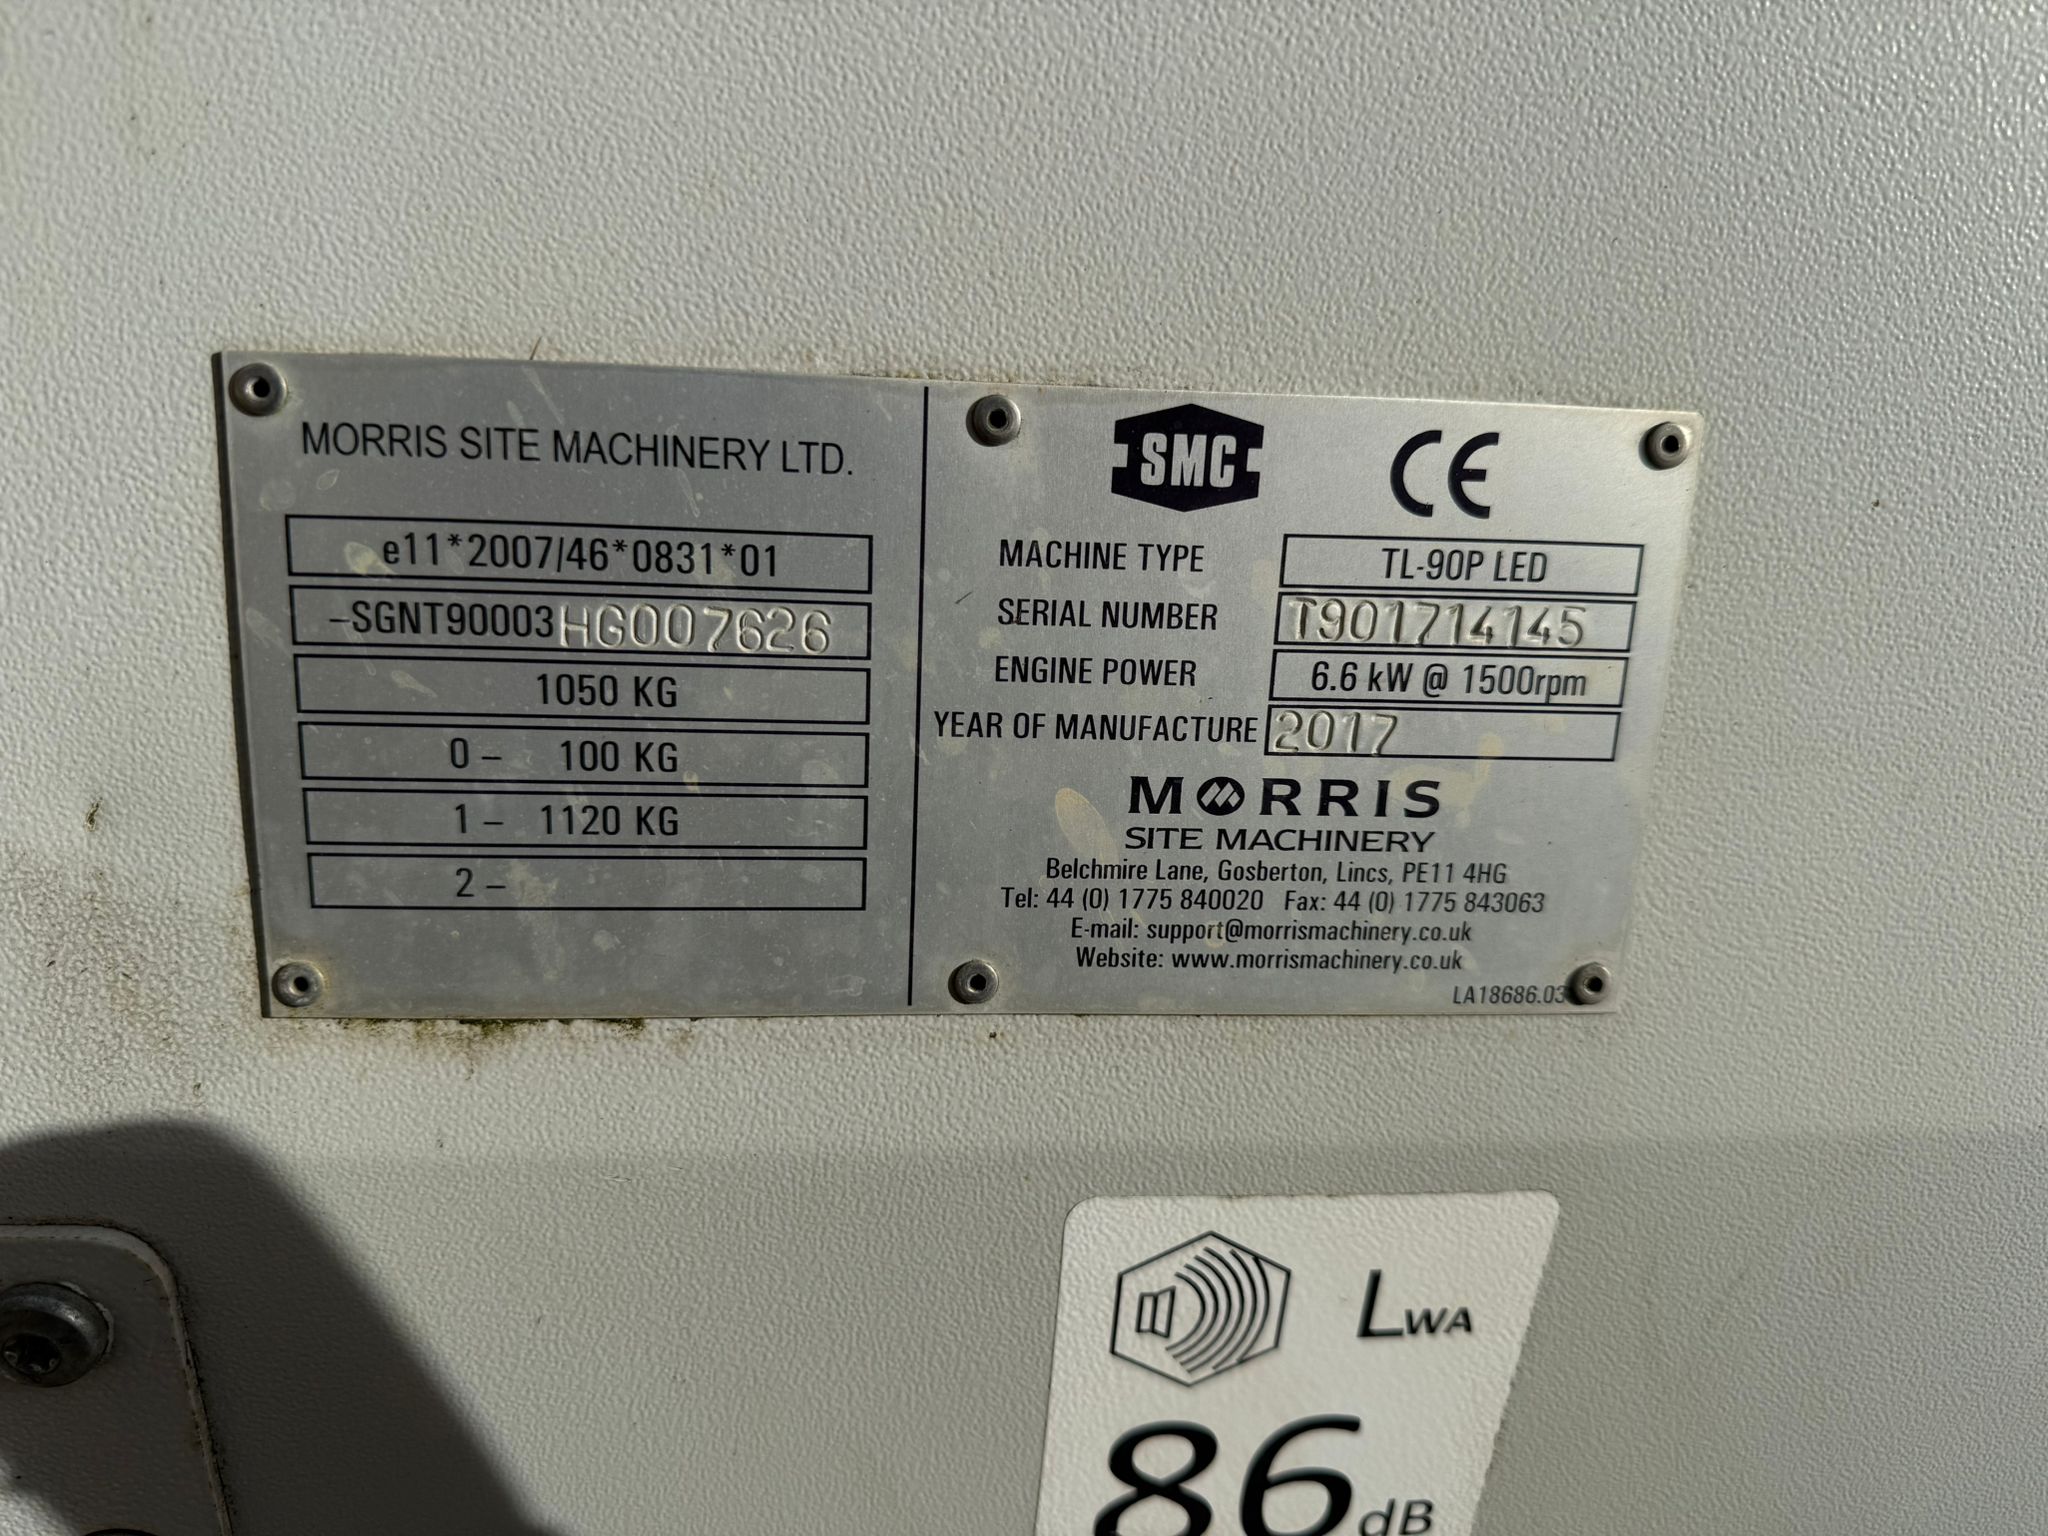 MORRIS SITE MACHINERY LTD.
e11*2007/46*0831*01
-SGNT90003HG007626
1050 KG
0 - 100 KG
1 - 1120 KG
2 -
SMC CE
MACHINE TYPE TL-90P LED
SERIAL NUMBER T901714145
ENGINE POWER 6.6 kW @ 1500rpm
YEAR OF MANUFACTURE 2017
MORRIS
SITE MACHINERY
Belchmire Lane, Gosberton, Lincs, PE11 4HG
Tel: 44 (0) 1775 840020 Fax: 44 (0) 1775 843063
E-mail: support@morrismachinery.co.uk
Website: www.morrismachinery.co.uk
LA18686.03
LWA
86dB